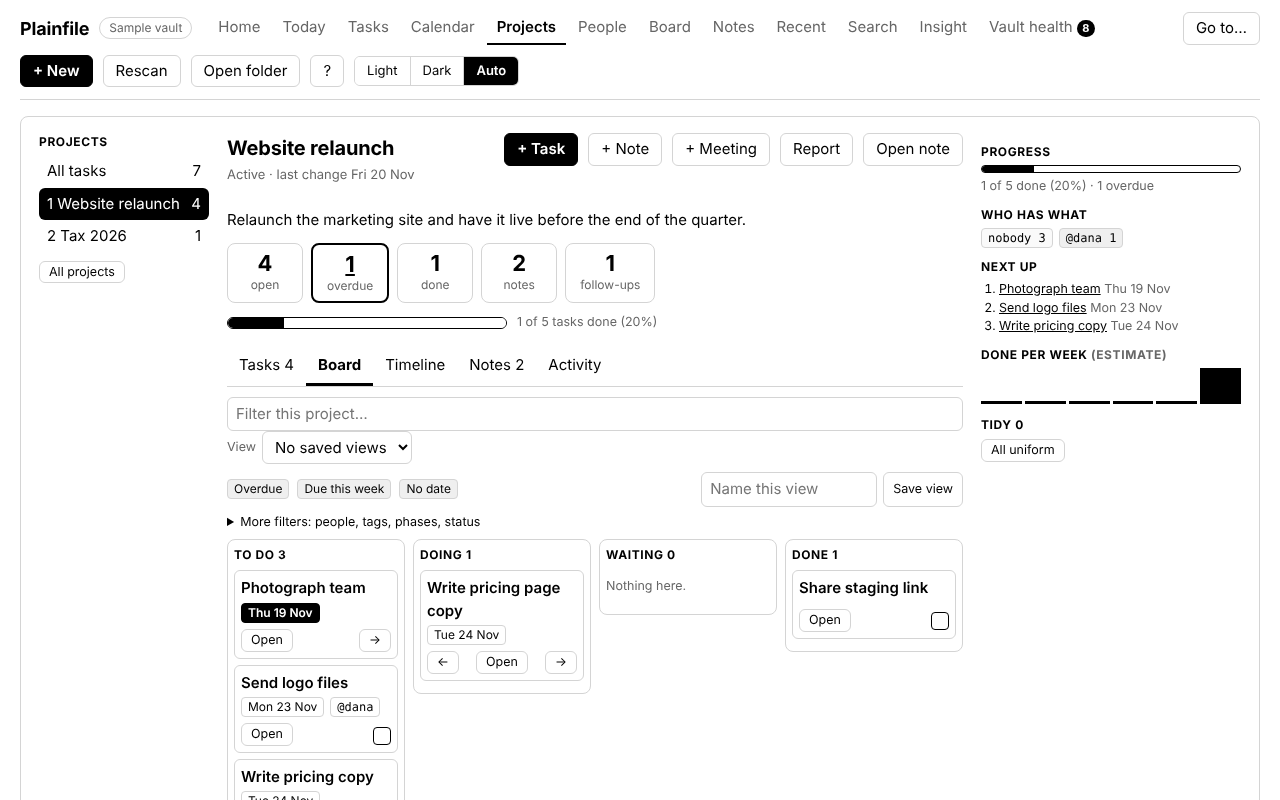 Plainfile Sample vault Home Today Tasks Calendar Projects People Board Notes Recent Search Insight Vault health 8 Go to...
+ New Rescan Open folder ? Light Dark Auto
PROJECTS
All tasks 7
1 Website relaunch 4
2 Tax 2026 1
All projects
Website relaunch + Task + Note + Meeting Report Open note
Active · last change Fri 20 Nov
Relaunch the marketing site and have it live before the end of the quarter.
4 open
1 overdue
1 done
2 notes
1 follow-ups
1 of 5 tasks done (20%)
Tasks 4 Board Timeline Notes 2 Activity
Filter this project...
View No saved views
Overdue Due this week No date Name this view Save view
▶ More filters: people, tags, phases, status
TO DO 3
Photograph team
Thu 19 Nov
Open →
Send logo files
Mon 23 Nov @dana
Open
Write pricing copy
Tue 24 Nov
DOING 1
Write pricing page
copy
Tue 24 Nov
← Open →
WAITING 0
Nothing here.
DONE 1
Share staging link
Open
PROGRESS
1 of 5 done (20%) · 1 overdue
WHO HAS WHAT
nobody 3 @dana 1
NEXT UP
1. Photograph team Thu 19 Nov
2. Send logo files Mon 23 Nov
3. Write pricing copy Tue 24 Nov
DONE PER WEEK (ESTIMATE)
TIDY 0
All uniform